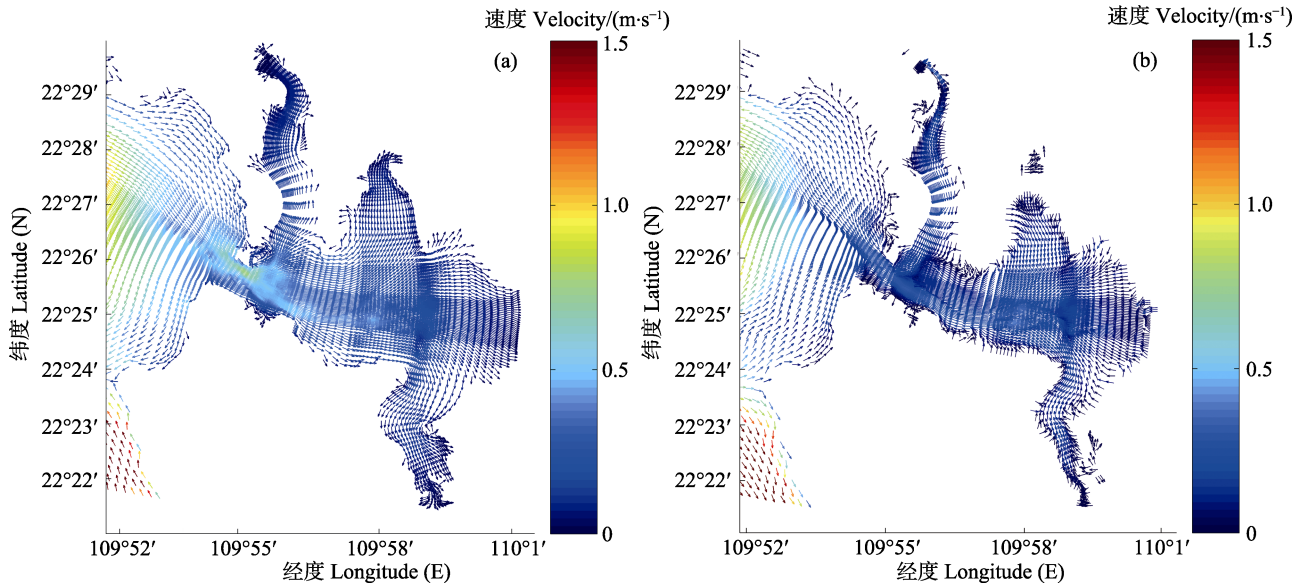 速度 Velocity/(m·s⁻¹)
(a)
1.5
1.0
0.5
0
22°29′
22°28′
22°27′
22°26′
22°25′
22°24′
22°23′
22°22′
纬度 Latitude (N)
109°52′ 109°55′ 109°58′ 110°1′
经度 Longitude (E)
速度 Velocity/(m·s⁻¹)
(b)
1.5
1.0
0.5
0
22°29′
22°28′
22°27′
22°26′
22°25′
22°24′
22°23′
22°22′
纬度 Latitude (N)
109°52′ 109°55′ 109°58′ 110°1′
经度 Longitude (E)